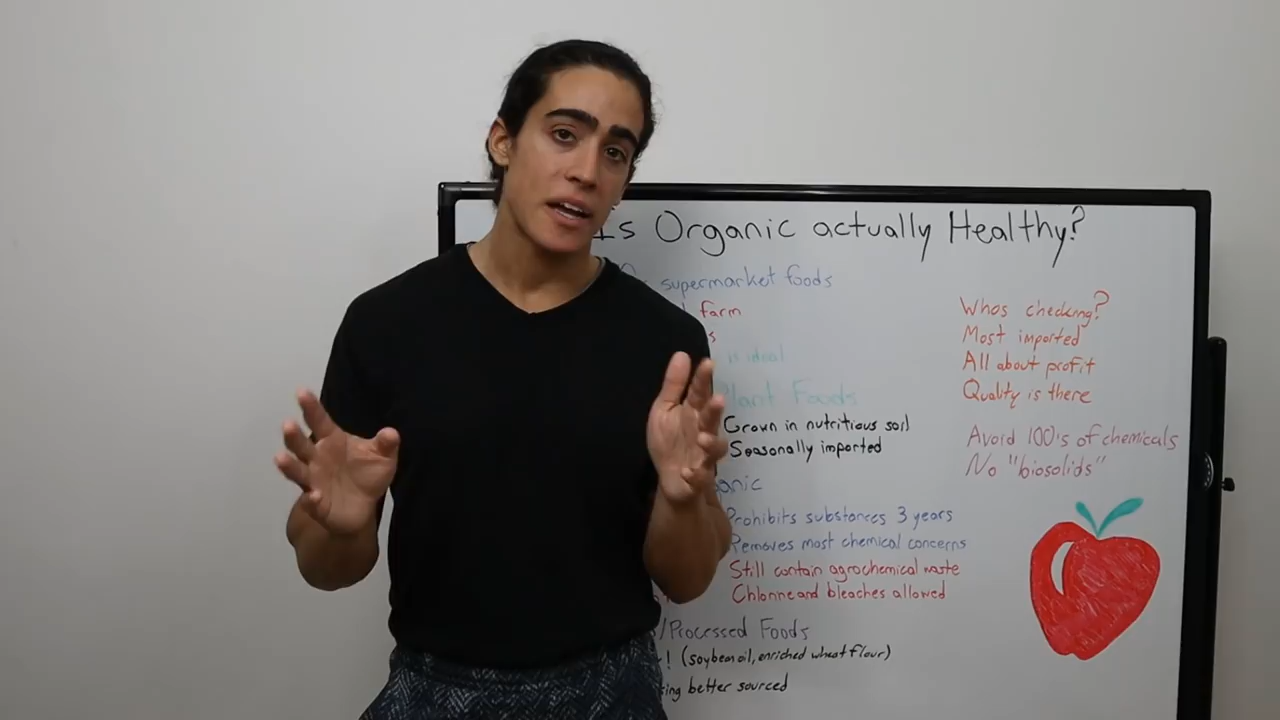 Is Organic actually Healthy?
supermarket foods
farm
s
is ideal
Plant Foods
Grown in nutritious soil
Seasonally imported
anic
Prohibits substances 3 years
Removes most chemical concerns
Still contain agrochemical waste
Chlorine and bleaches allowed
/Processed Foods
! (soybean oil, enriched wheat flour)
ing better sourced
Whos checking?
Most imported
All about profit
Quality is there
Avoid 100's of chemicals
No "biosolids"